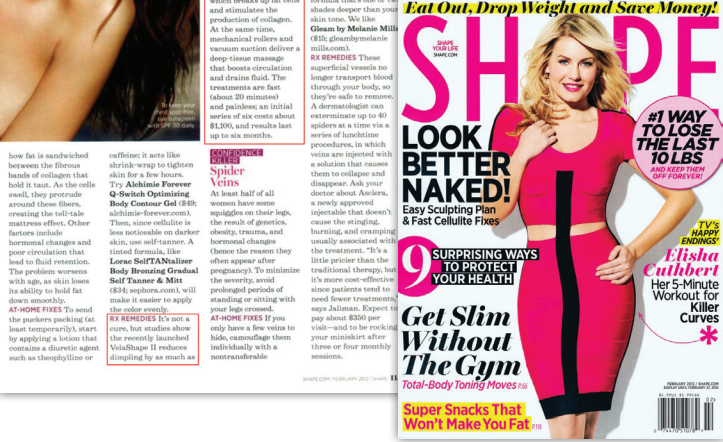 which breaks up fat cells
and stimulates the
production of collagen.
At the same time,
mechanical rollers and
vacuum suction deliver a
deep-tissue massage
that boosts circulation
and drains fluid. The
treatments are fast
(about 20 minutes)
and painless; an initial
series of six costs about
$1,100, and results last
up to six months.
CONFIDENCE
KILLER
Spider
Veins
At least half of all
women have some
squiggles on their legs,
the result of genetics,
obesity, trauma, and
hormonal changes
(hence the reason they
often appear after
pregnancy). To minimize
the severity, avoid
prolonged periods of
standing or sitting with
your legs crossed.
AT-HOME FIXES If you
only have a few veins to
hide, camouflage them
individually with a
nontransferable
formula that's one or two
shades deeper than your
skin tone. We like
Gleam by Melanie Mills
($15; gleambymelanie
mills.com).
RX REMEDIES These
superficial vessels no
longer transport blood
through your body, so
they're safe to remove.
A dermatologist can
exterminate up to 40
spiders at a time via a
series of lunchtime
procedures, in which
veins are injected with
a solution that causes
them to collapse and
disappear. Ask your
doctor about Asclera,
a newly approved
injectable that doesn't
cause the stinging,
burning, and cramping
usually associated with
the treatment. "It's a
little pricier than the
traditional therapy, but
it's more cost-effective
since patients tend to
need fewer treatments,"
says Jaliman. Expect to
pay about $350 per
visit—and to be rocking
your miniskirt after
three or four monthly
sessions.
To keep your
chest spot-free,
use sunscreen
with SPF 30 daily.
how fat is sandwiched
between the fibrous
bands of collagen that
hold it taut. As the cells
swell, they protrude
around these fibers,
creating the tell-tale
mattress effect. Other
factors include
hormonal changes and
poor circulation that
lead to fluid retention.
The problem worsens
with age, as skin loses
its ability to hold fat
down smoothly.
AT-HOME FIXES To send
the puckers packing (at
least temporarily), start
by applying a lotion that
contains a diuretic agent
such as theophylline or
caffeine; it acts like
shrink-wrap to tighten
skin for a few hours.
Try Alchimie Forever
Q-Switch Optimizing
Body Contour Gel ($49;
alchimie-forever.com).
Then, since cellulite is
less noticeable on darker
skin, use self-tanner. A
tinted formula, like
Lorac SelfTANtalizer
Body Bronzing Gradual
Self Tanner & Mitt
($34; sephora.com), will
make it easier to apply
the color evenly.
RX REMEDIES It's not a
cure, but studies show
the recently launched
VelaShape II reduces
dimpling by as much as
SHAPE.COM • FEBRUARY 2012 | SHAPE
Eat Out, Drop Weight and Save Money!
SHAPE
SHAPE
YOUR LIFE
SHAPE.COM
#1 WAY
TO LOSE
THE LAST
10 LBS
AND KEEP THEM
OFF FOREVER!
LOOK
BETTER
NAKED!
Easy Sculpting Plan
& Fast Cellulite Fixes
9 SURPRISING WAYS
TO PROTECT
YOUR HEALTH
TV'S
HAPPY
ENDINGS'
Elisha
Cuthbert
Her 5-Minute
Workout for
Killer
Curves
Get Slim
Without
The Gym
Total-Body Toning Moves P.66
Super Snacks That
Won't Make You Fat P.118
FEBRUARY 2012 / SHAPE.COM
DISPLAY UNTIL FEBRUARY 21, 2012